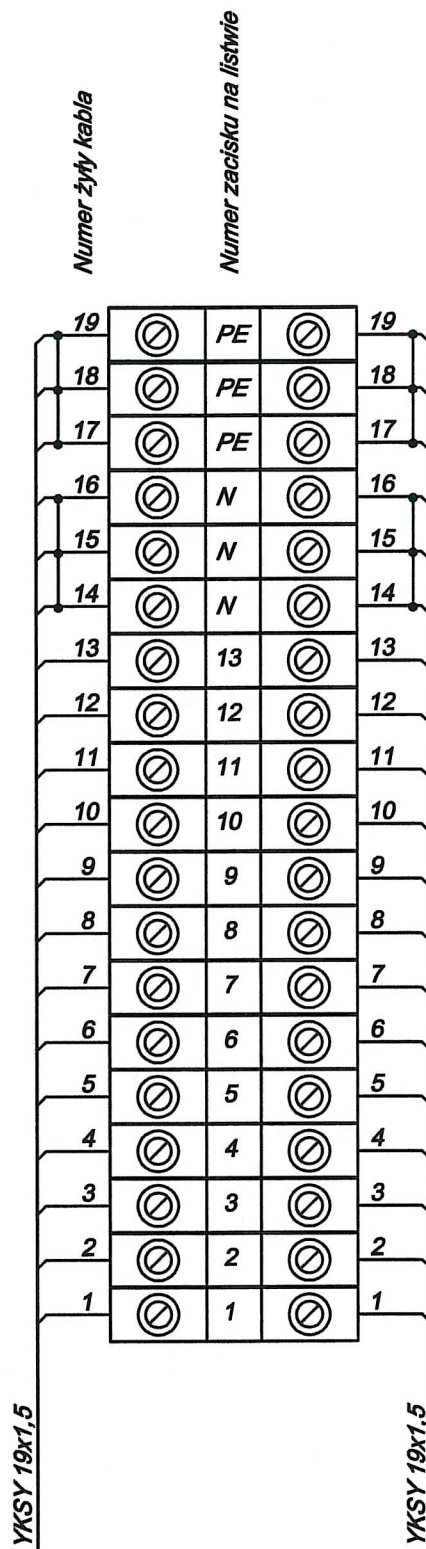 Numer żyły kabla
Numer zacisku na listwie
19 PE 19
18 PE 18
17 PE 17
16 N 16
15 N 15
14 N 14
13 13 13
12 12 12
11 11 11
10 10 10
9 9 9
8 8 8
7 7 7
6 6 6
5 5 5
4 4 4
3 3 3
2 2 2
1 1 1
YKSY 19x1,5
YKSY 19x1.5